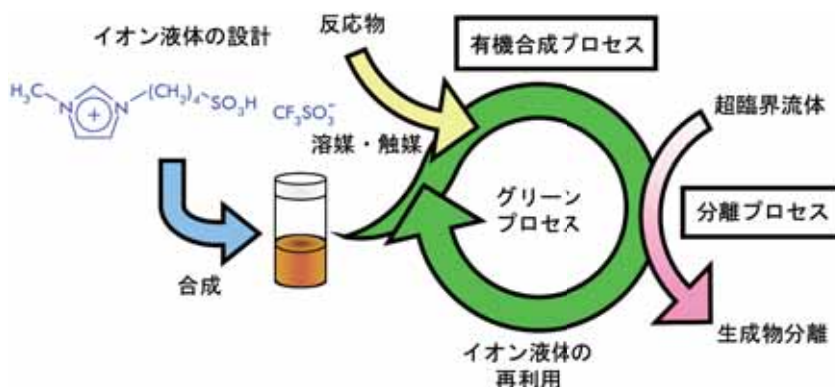 イオン液体の設計
H₃C
N
+
N
(CH₂)₄
SO₃H
CF₃SO₃⁻
合成
反応物
溶媒・触媒
有機合成プロセス
グリーン
プロセス
超臨界流体
分離プロセス
生成物分離
イオン液体の
再利用